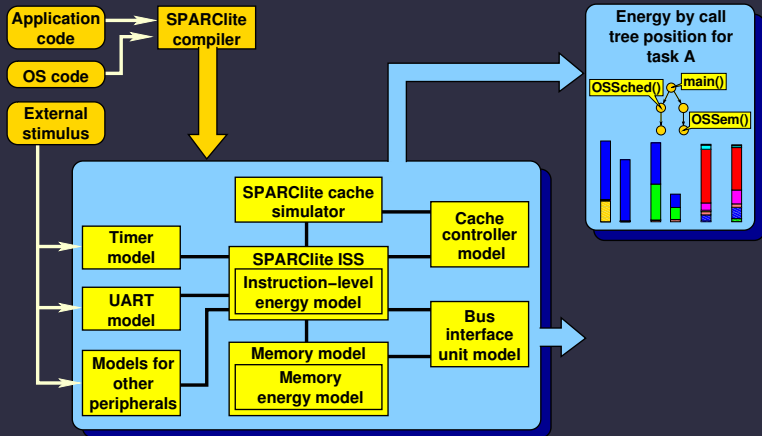 Application
code
SPARClite
compiler
OS code
External
stimulus
Energy by call
tree position for
task A
OSSched()
main()
OSSem()
SPARClite cache
simulator
Cache
controller
model
Timer
model
SPARClite ISS
Instruction−level
energy model
UART
model
Bus
interface
unit model
Memory model
Memory
energy model
Models for
other
peripherals